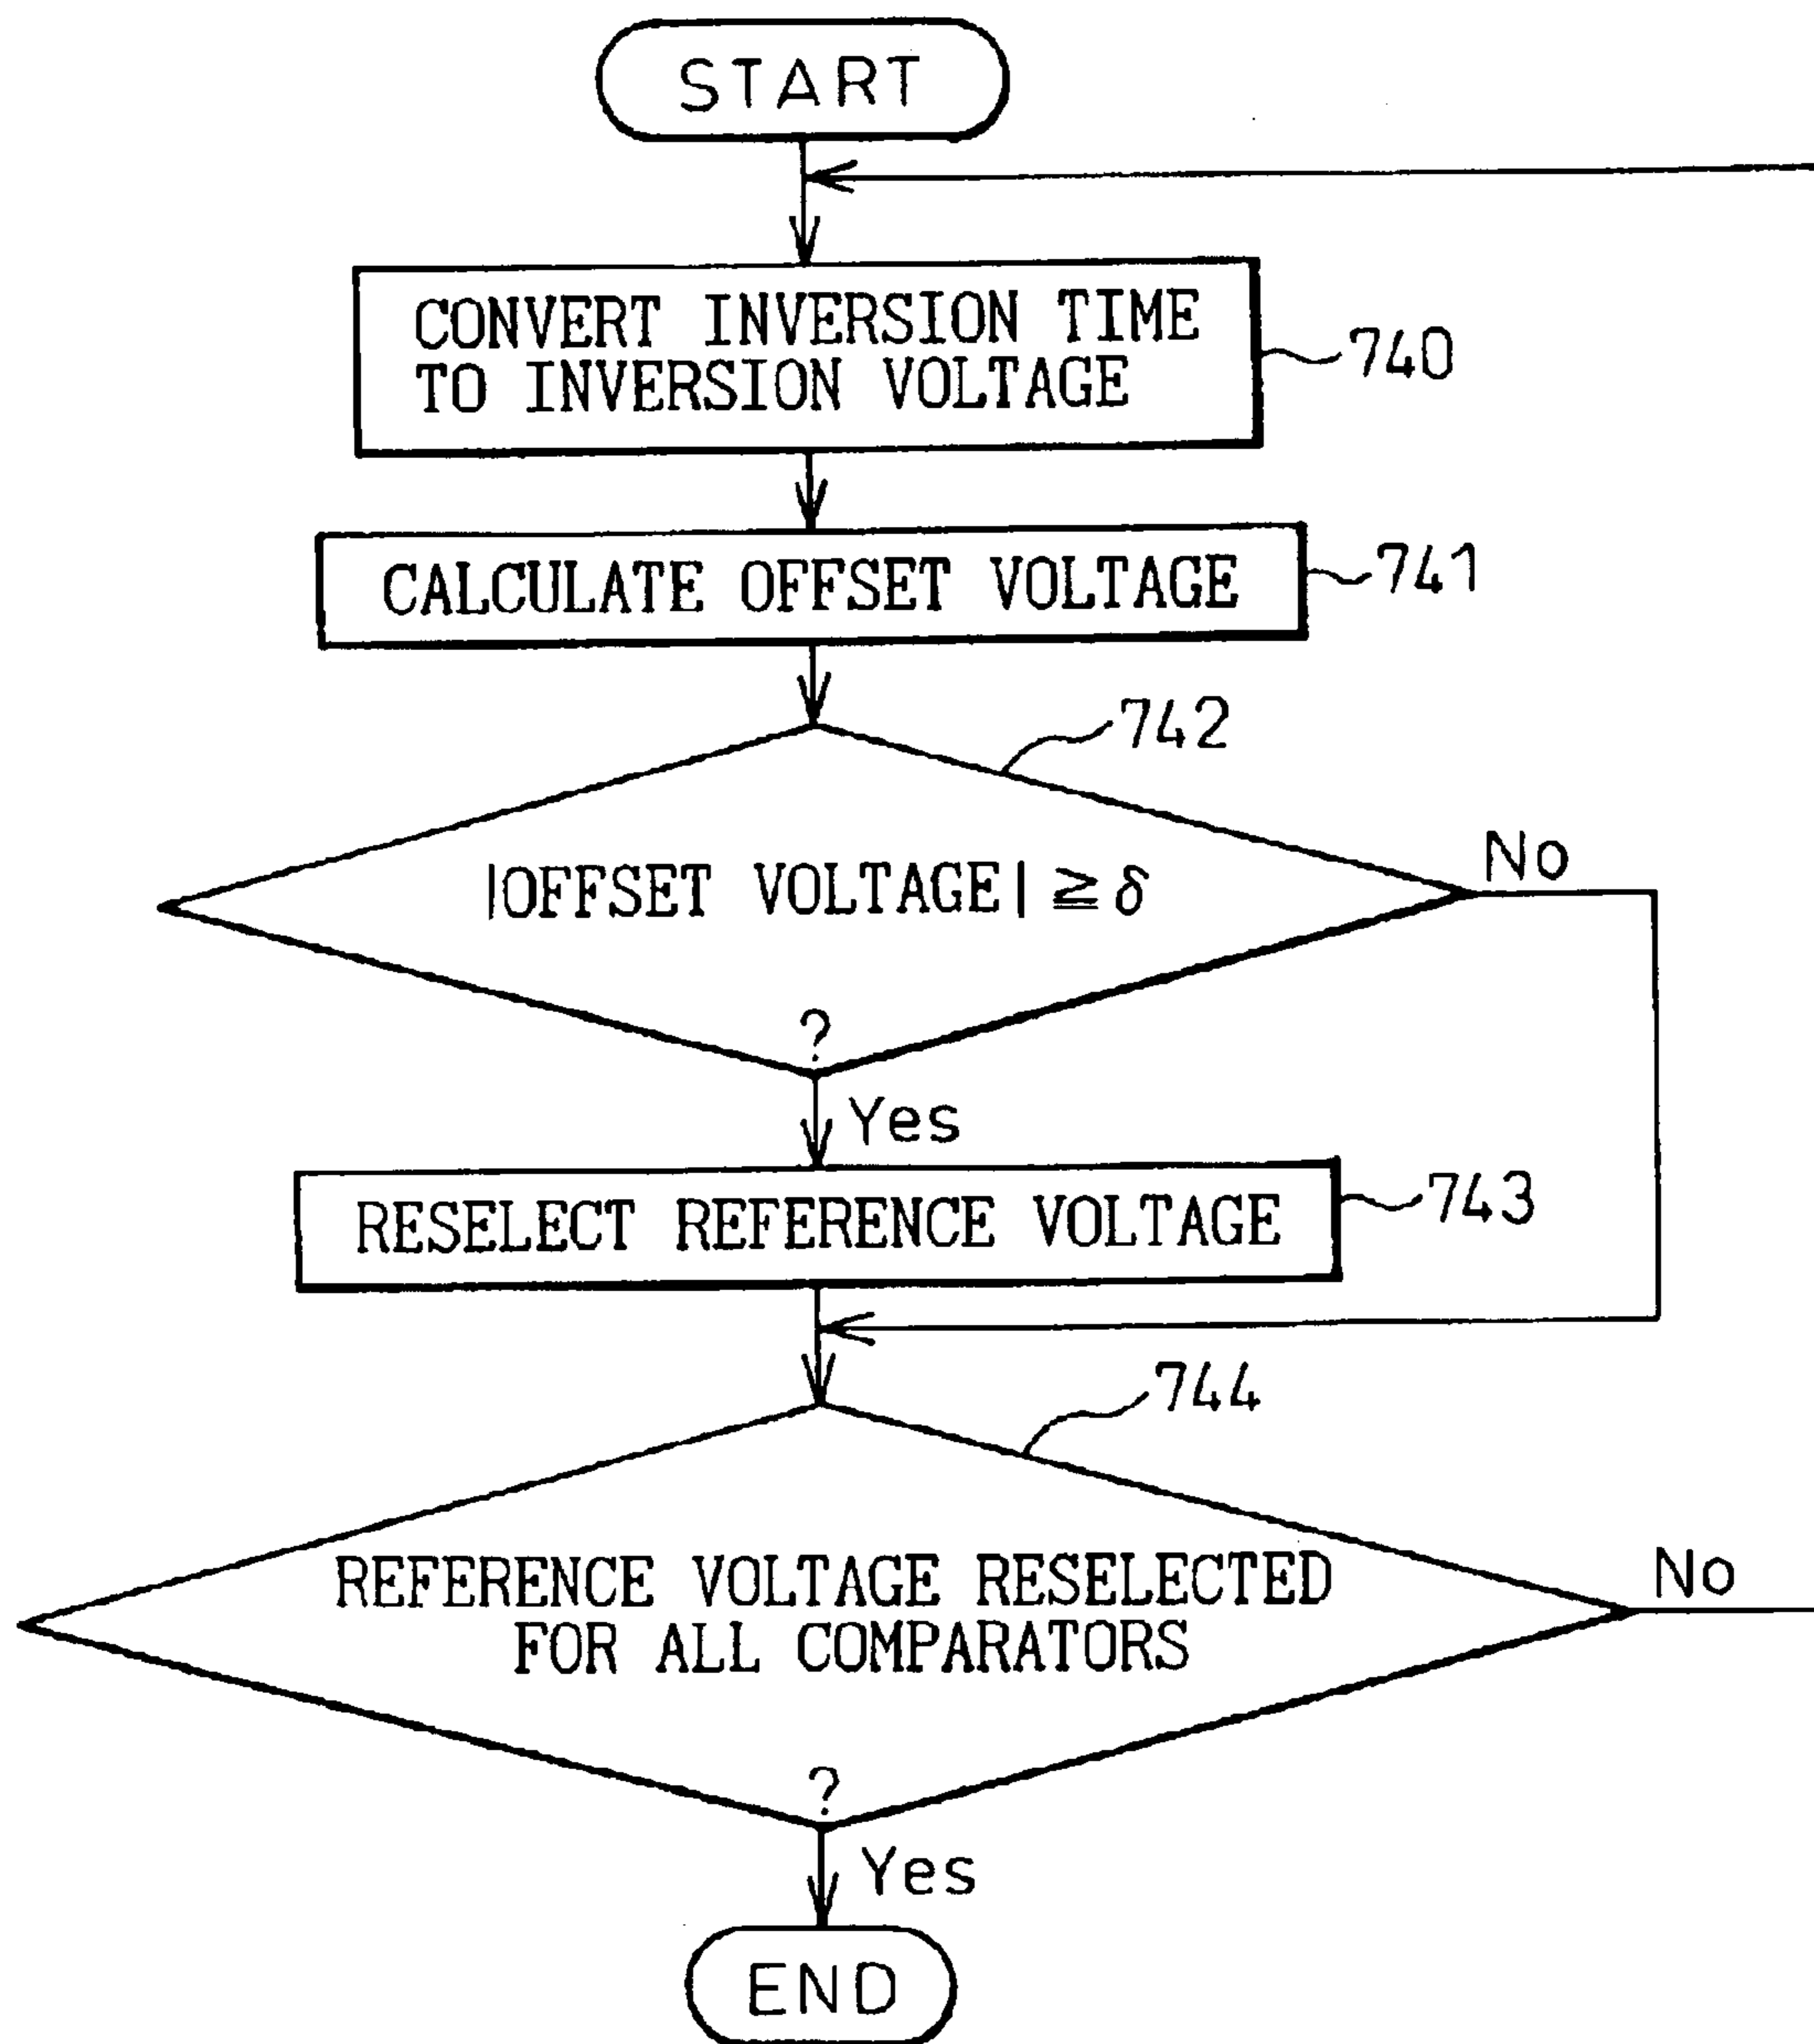 START
CONVERT INVERSION TIME
TO INVERSION VOLTAGE
740
CALCULATE OFFSET VOLTAGE
741
742
|OFFSET VOLTAGE| ≧ δ
?
No
Yes
RESELECT REFERENCE VOLTAGE
743
744
REFERENCE VOLTAGE RESELECTED
FOR ALL COMPARATORS
?
No
Yes
END